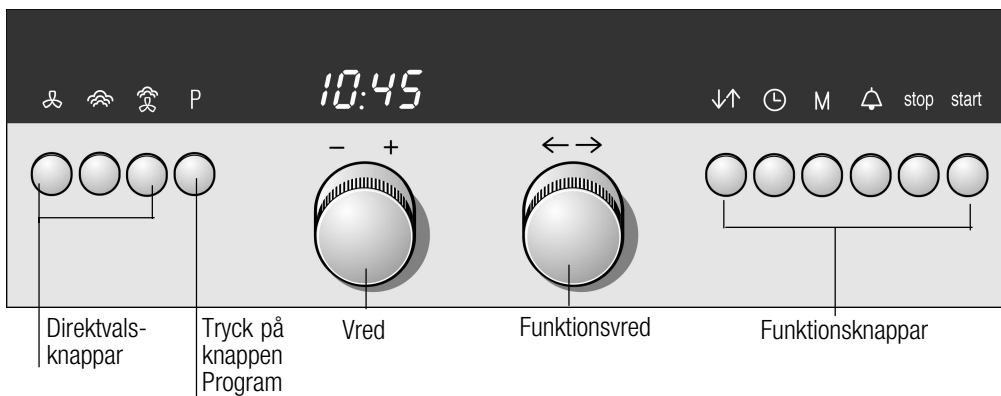 P
10:45
M
stop
start
− +
← →
Direktvals-
knappar
Tryck på
knappen
Program
Vred
Funktionsvred
Funktionsknappar